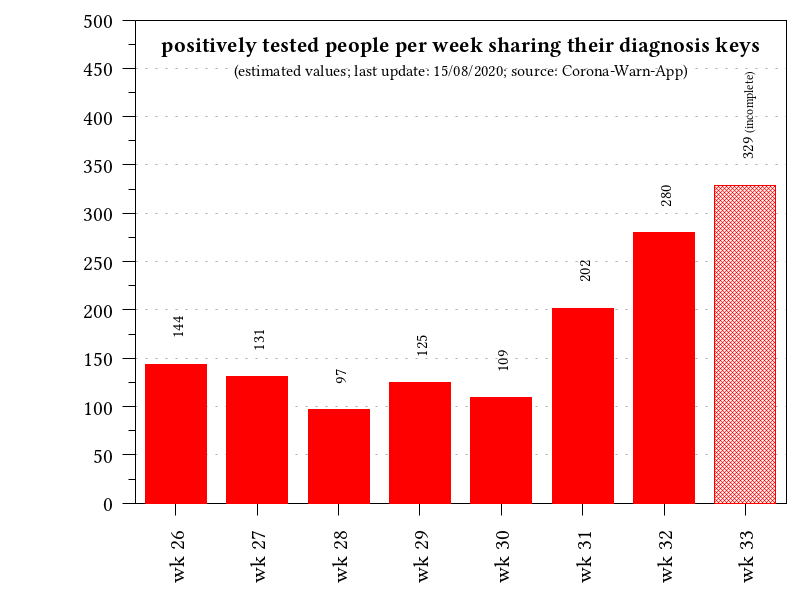 positively tested people per week sharing their diagnosis keys
(estimated values; last update: 15/08/2020; source: Corona-Warn-App)
500
450
400
350
300
250
200
150
100
50
0
144
131
97
125
109
202
280
329 (incomplete)
wk 26
wk 27
wk 28
wk 29
wk 30
wk 31
wk 32
wk 33